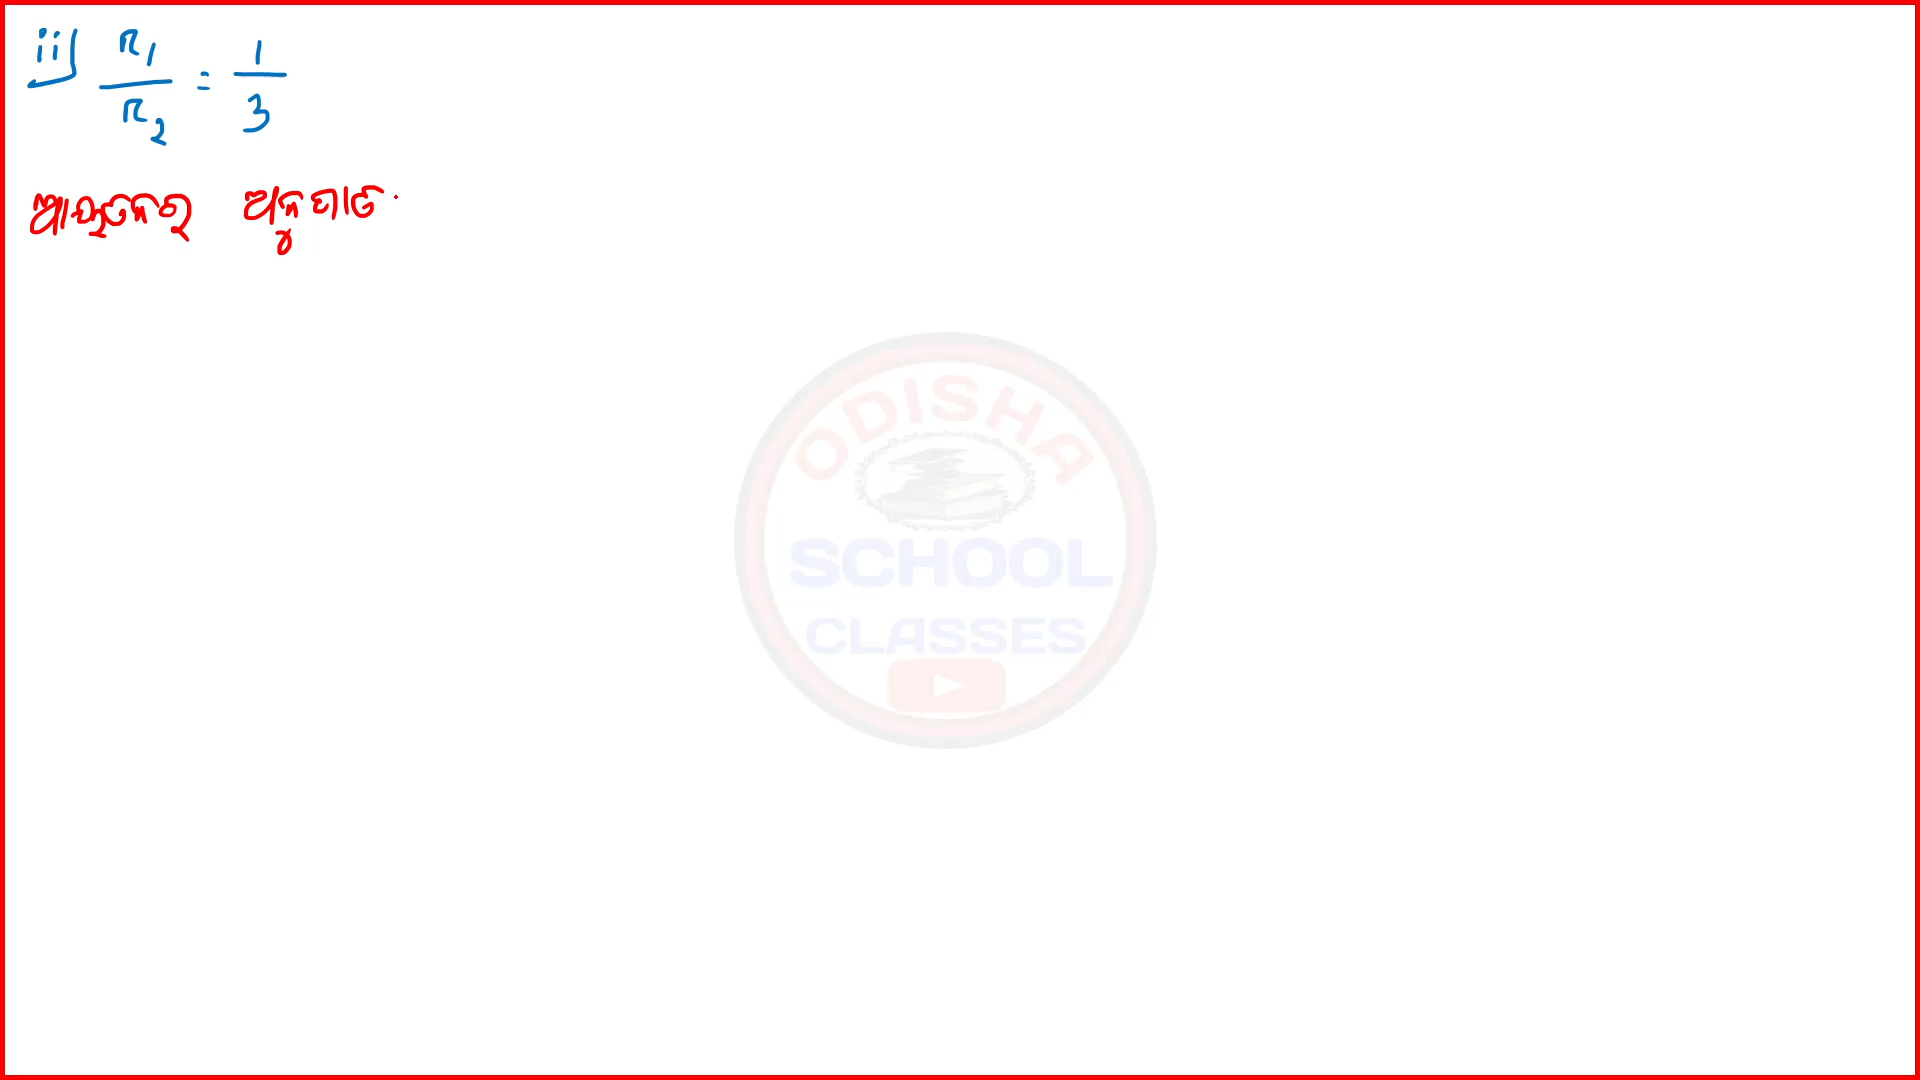 ii) r₁/r₂ = 1/3
ଆୟତନର ଅନୁପାତ
ODISHA
SCHOOL
CLASSES